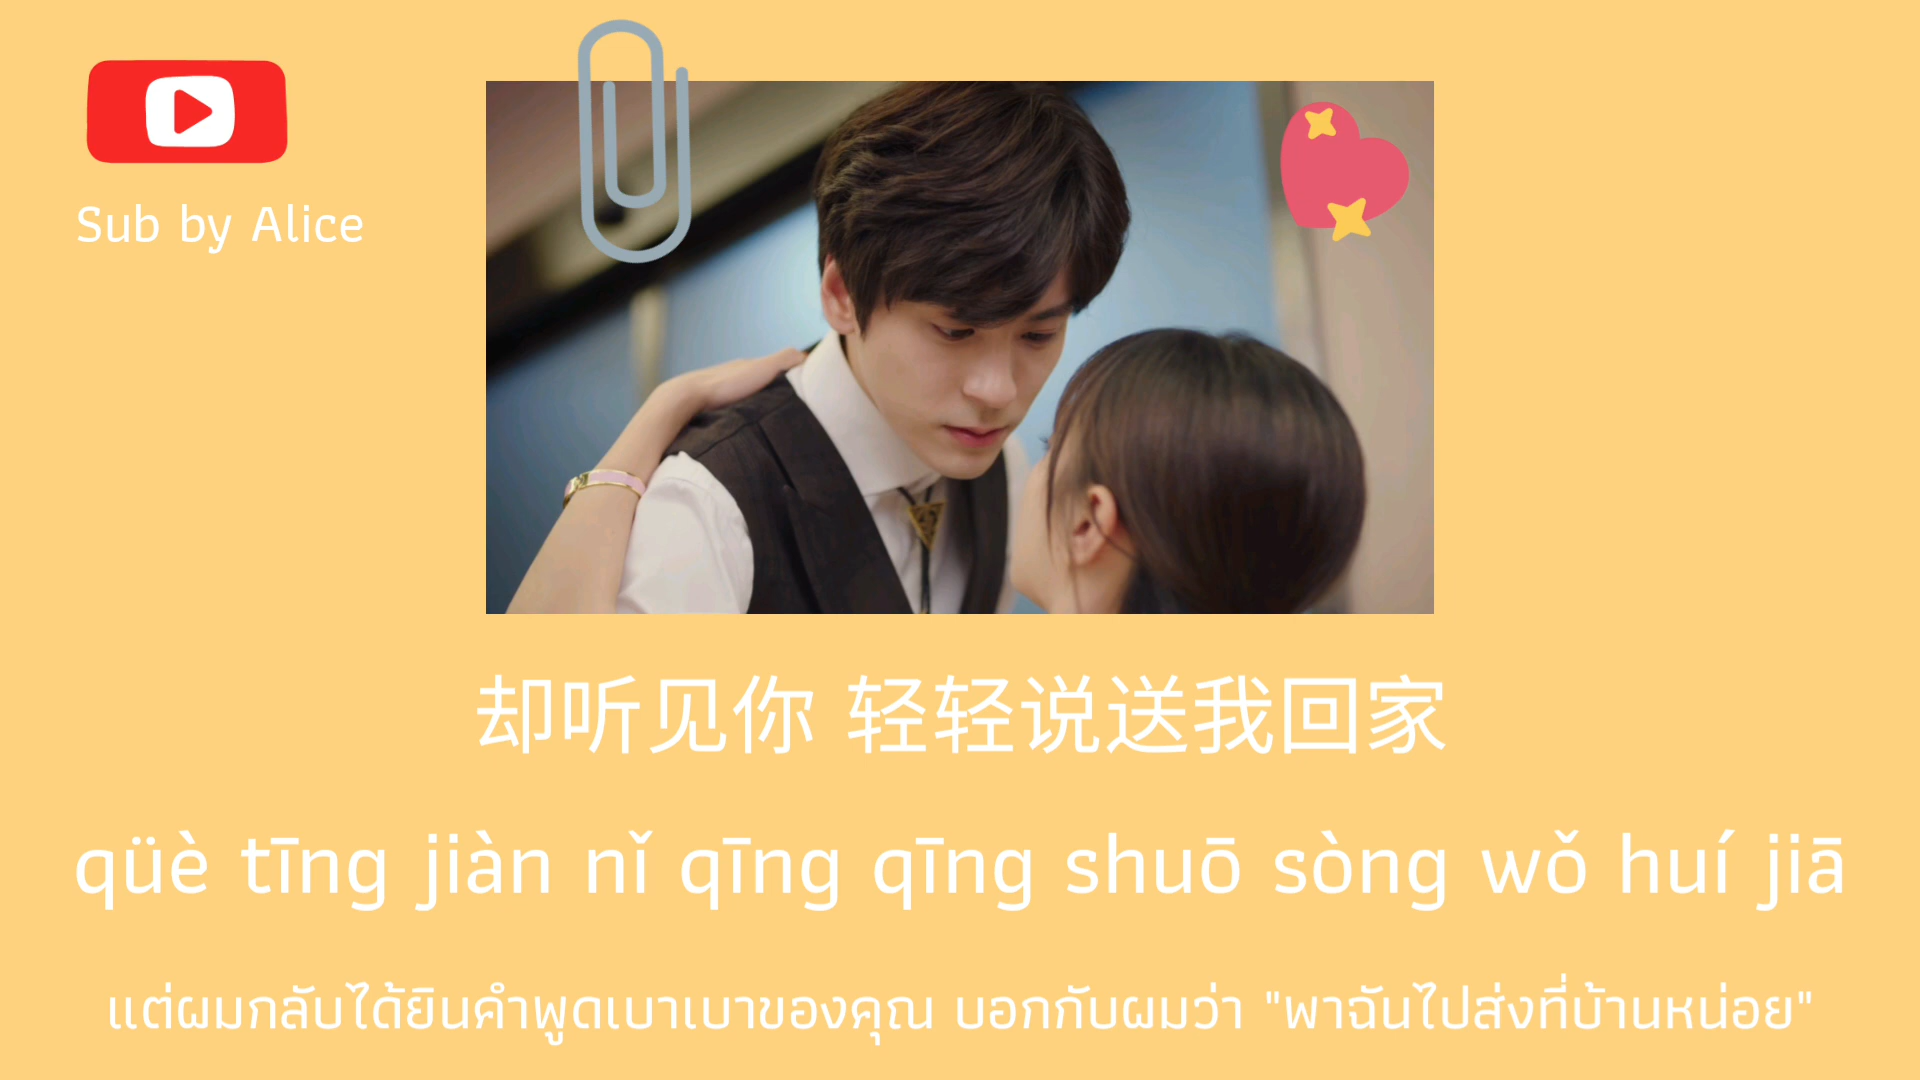 Sub by Alice
却听见你 轻轻说送我回家
qüè tīng jiàn nǐ qīng qīng shuō sòng wǒ huí jiā
แต่ผมกลับได้ยินคำพูดเบาเบาของคุณ บอกกับผมว่า "พาฉันไปส่งที่บ้านหน่อย"